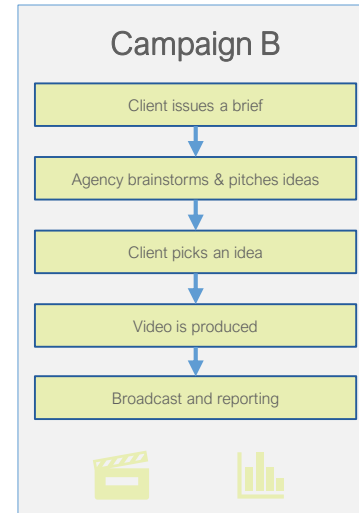 Campaign B
Client issues a brief
Agency brainstorms & pitches ideas
Client picks an idea
Video is produced
Broadcast and reporting